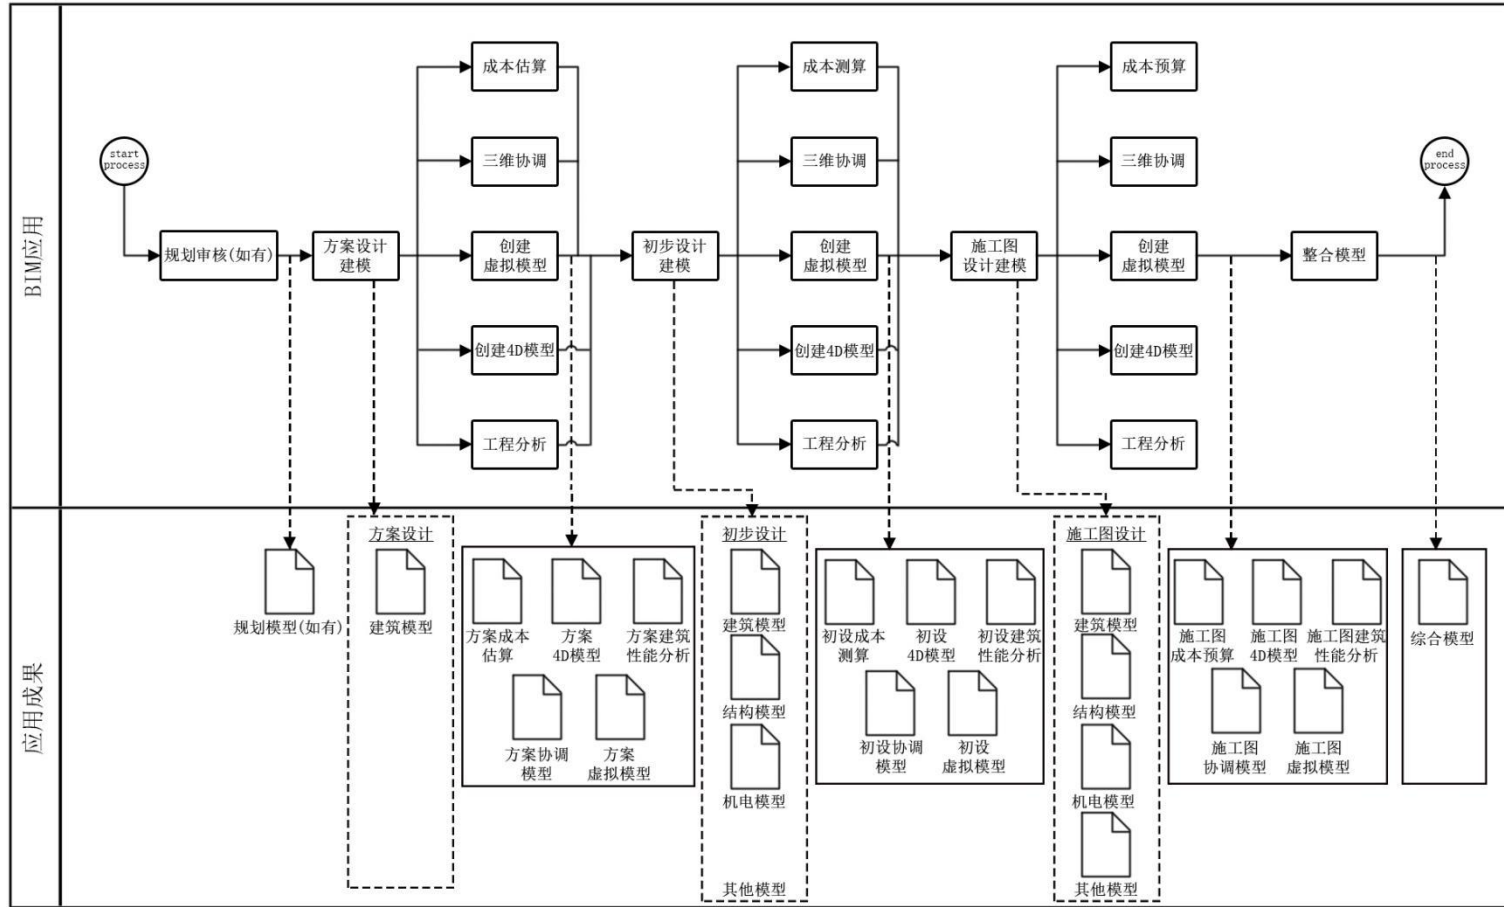 BIM应用
start
process
规划审核(如有)
方案设计
建模
成本估算
三维协调
创建
虚拟模型
创建4D模型
工程分析
初步设计
建模
成本测算
三维协调
创建
虚拟模型
创建4D模型
工程分析
施工图
设计建模
成本预算
三维协调
创建
虚拟模型
创建4D模型
工程分析
整合模型
end
process
应用成果
规划模型(如有)
方案设计
建筑模型
方案成本
估算
方案
4D模型
方案建筑
性能分析
方案协调
模型
方案
虚拟模型
初步设计
建筑模型
结构模型
机电模型
其他模型
初设成本
测算
初设
4D模型
初设建筑
性能分析
初设协调
模型
初设
虚拟模型
施工图设计
建筑模型
结构模型
机电模型
其他模型
施工图
成本预算
施工图
4D模型
施工图建筑
性能分析
施工图
协调模型
施工图
虚拟模型
综合模型